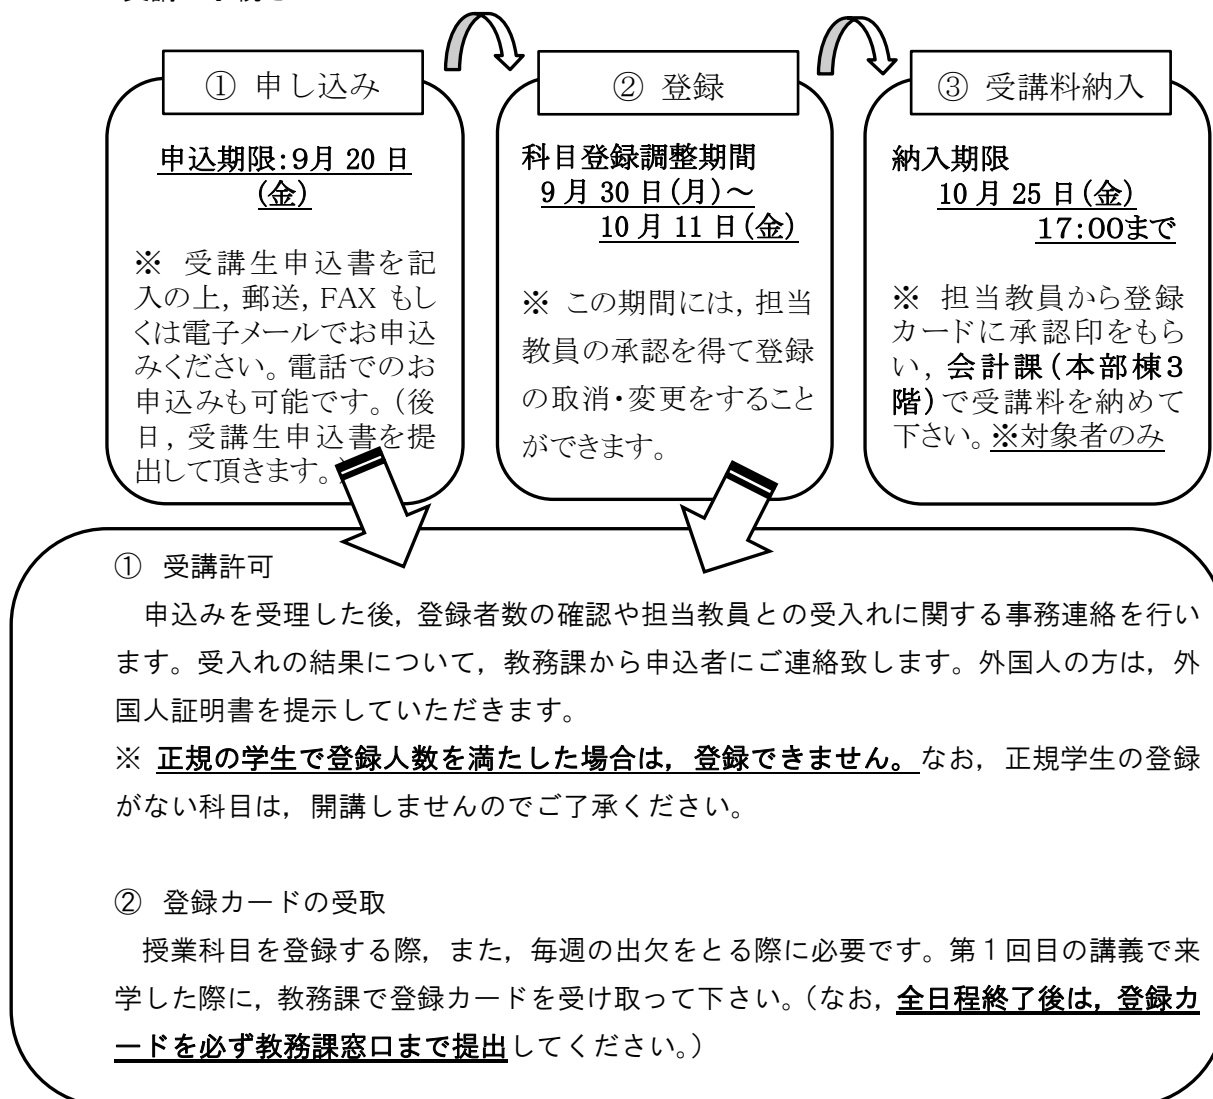 ① 申し込み
申込期限:9月 20 日
(金)
※ 受講生申込書を記
入の上, 郵送, FAX もし
くは電子メールでお申込
みください。電話でのお
申込みも可能です。(後
日, 受講生申込書を提
出して頂きます。)
② 登録
科目登録調整期間
9 月 30 日(月)～
10 月 11 日(金)
※ この期間には, 担当
教員の承認を得て登録
の取消・変更をすること
ができます。
③ 受講料納入
納入期限
10 月 25 日(金)
17:00まで
※ 担当教員から登録
カードに承認印をもら
い, 会計課(本部棟3
階)で受講料を納めて
下さい。※対象者のみ
① 受講許可
申込みを受理した後, 登録者数の確認や担当教員との受入れに関する事務連絡を行い
ます。受入れの結果について, 教務課から申込者にご連絡致します。外国人の方は, 外
国人証明書を提示していただきます。
※ 正規の学生で登録人数を満たした場合は, 登録できません。なお, 正規学生の登録
がない科目は, 開講しませんのでご了承ください。
② 登録カードの受取
授業科目を登録する際, また, 毎週の出欠をとる際に必要です。第1回目の講義で来
学した際に, 教務課で登録カードを受け取って下さい。(なお, 全日程終了後は, 登録カ
ードを必ず教務課窓口まで提出してください。)